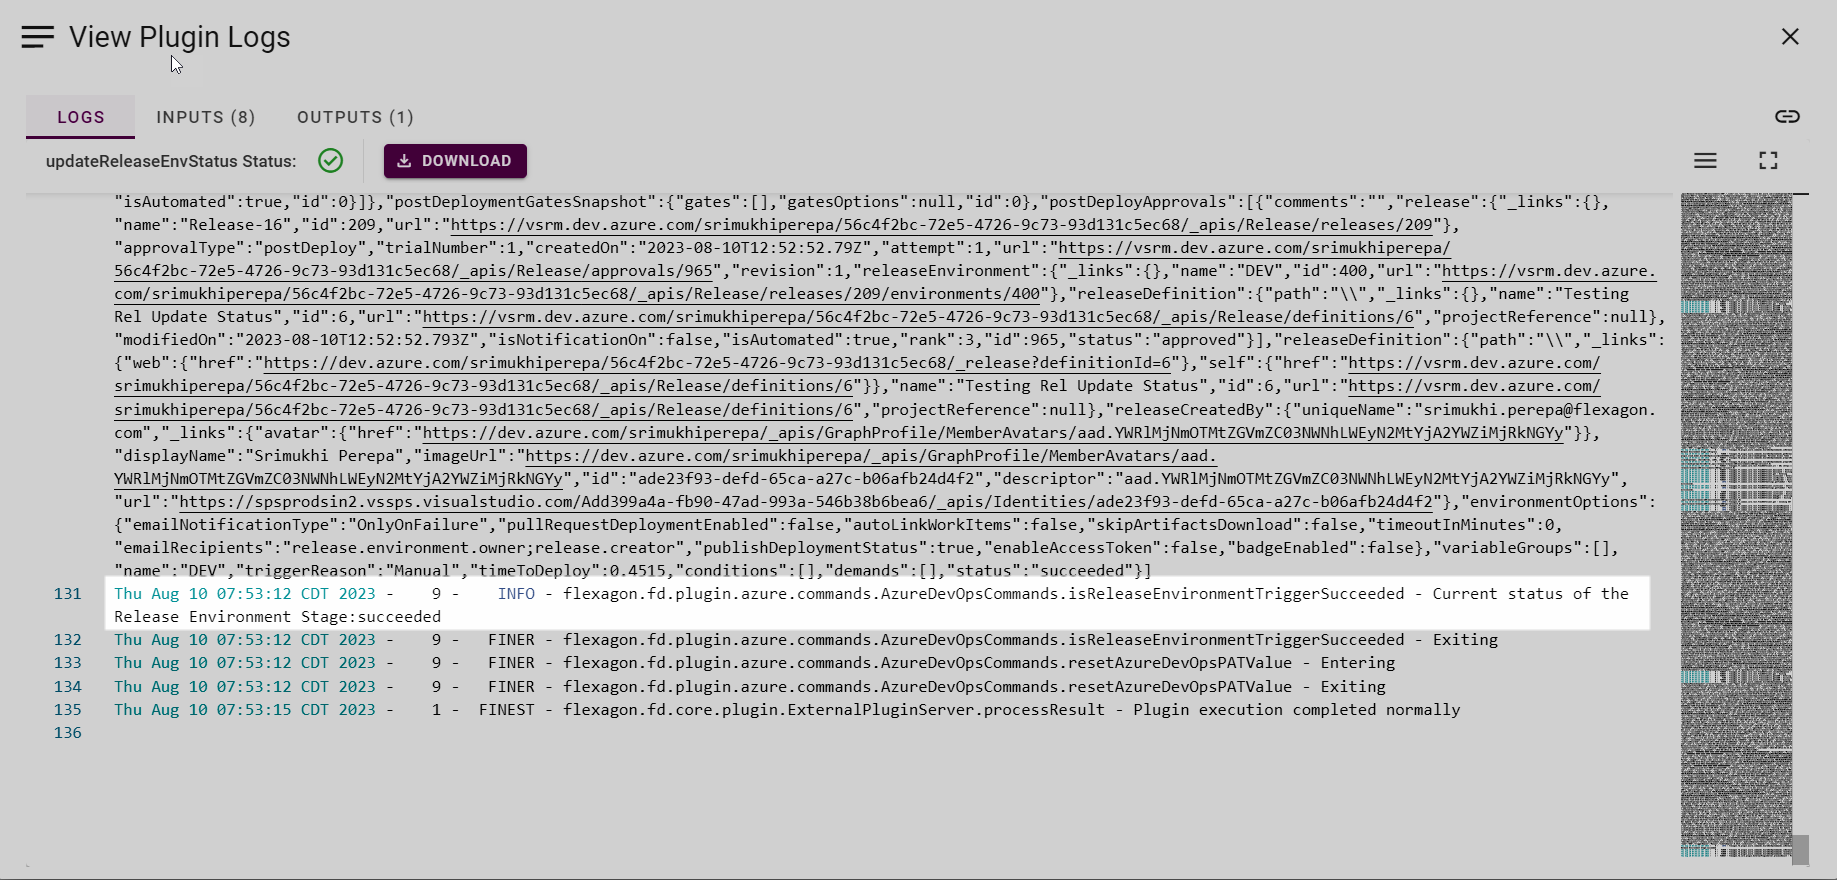 View Plugin Logs
LOGS INPUTS (8) OUTPUTS (1)
updateReleaseEnvStatus Status: DOWNLOAD
"isAutomated":true,"id":0}]},"postDeploymentGatesSnapshot":{"gates":[],"gatesOptions":null,"id":0},"postDeployApprovals":[{"comments":"","release":{"_links":{},
"name":"Release-16","id":209,"url":"https://vsrm.dev.azure.com/srimukhiperepa/56c4f2bc-72e5-4726-9c73-93d131c5ec68/_apis/Release/releases/209"},
"approvalType":"postDeploy","trialNumber":1,"createdOn":"2023-08-10T12:52:52.79Z","attempt":1,"url":"https://vsrm.dev.azure.com/srimukhiperepa/
56c4f2bc-72e5-4726-9c73-93d131c5ec68/_apis/Release/approvals/965","revision":1,"releaseEnvironment":{"_links":{},"name":"DEV","id":400,"url":"https://vsrm.dev.azure.
com/srimukhiperepa/56c4f2bc-72e5-4726-9c73-93d131c5ec68/_apis/Release/releases/209/environments/400"},"releaseDefinition":{"path":"\\","_links":{},"name":"Testing
Rel Update Status","id":6,"url":"https://vsrm.dev.azure.com/srimukhiperepa/56c4f2bc-72e5-4726-9c73-93d131c5ec68/_apis/Release/definitions/6","projectReference":null},
"modifiedOn":"2023-08-10T12:52:52.793Z","isNotificationOn":false,"isAutomated":true,"rank":3,"id":965,"status":"approved"}],"releaseDefinition":{"path":"\\","_links":
{"web":{"href":"https://dev.azure.com/srimukhiperepa/56c4f2bc-72e5-4726-9c73-93d131c5ec68/_release?definitionId=6"},"self":{"href":"https://vsrm.dev.azure.com/
srimukhiperepa/56c4f2bc-72e5-4726-9c73-93d131c5ec68/_apis/Release/definitions/6"}},"name":"Testing Rel Update Status","id":6,"url":"https://vsrm.dev.azure.com/
srimukhiperepa/56c4f2bc-72e5-4726-9c73-93d131c5ec68/_apis/Release/definitions/6","projectReference":null},"releaseCreatedBy":{"uniqueName":"srimukhi.perepa@flexagon.
com","_links":{"avatar":{"href":"https://dev.azure.com/srimukhiperepa/_apis/GraphProfile/MemberAvatars/aad.YWRlMjNmOTMtZGVmZC03NWNhLWEyN2MtYjA2YWZiMjRkNGYy"}},
"displayName":"Srimukhi Perepa","imageUrl":"https://dev.azure.com/srimukhiperepa/_apis/GraphProfile/MemberAvatars/aad.
YWRlMjNmOTMtZGVmZC03NWNhLWEyN2MtYjA2YWZiMjRkNGYy","id":"ade23f93-defd-65ca-a27c-b06afb24d4f2","descriptor":"aad.YWRlMjNmOTMtZGVmZC03NWNhLWEyN2MtYjA2YWZiMjRkNGYy",
"url":"https://spsprodsin2.vssps.visualstudio.com/Add399a4a-fb90-47ad-993a-546b38b6bea6/_apis/Identities/ade23f93-defd-65ca-a27c-b06afb24d4f2"},"environmentOptions":
{"emailNotificationType":"OnlyOnFailure","pullRequestDeploymentEnabled":false,"autoLinkWorkItems":false,"skipArtifactsDownload":false,"timeoutInMinutes":0,
"emailRecipients":"release.environment.owner;release.creator","publishDeploymentStatus":true,"enableAccessToken":false,"badgeEnabled":false},"variableGroups":[],
"name":"DEV","triggerReason":"Manual","timeToDeploy":0.4515,"conditions":[],"demands":[],"status":"succeeded"}]
131 Thu Aug 10 07:53:12 CDT 2023 - 9 - INFO - flexagon.fd.plugin.azure.commands.AzureDevOpsCommands.isReleaseEnvironmentTriggerSucceeded - Current status of the
Release Environment Stage:succeeded
132 Thu Aug 10 07:53:12 CDT 2023 - 9 - FINER - flexagon.fd.plugin.azure.commands.AzureDevOpsCommands.isReleaseEnvironmentTriggerSucceeded - Exiting
133 Thu Aug 10 07:53:12 CDT 2023 - 9 - FINER - flexagon.fd.plugin.azure.commands.AzureDevOpsCommands.resetAzureDevOpsPATValue - Entering
134 Thu Aug 10 07:53:12 CDT 2023 - 9 - FINER - flexagon.fd.plugin.azure.commands.AzureDevOpsCommands.resetAzureDevOpsPATValue - Exiting
135 Thu Aug 10 07:53:15 CDT 2023 - 1 - FINEST - flexagon.fd.core.plugin.ExternalPluginServer.processResult - Plugin execution completed normally
136